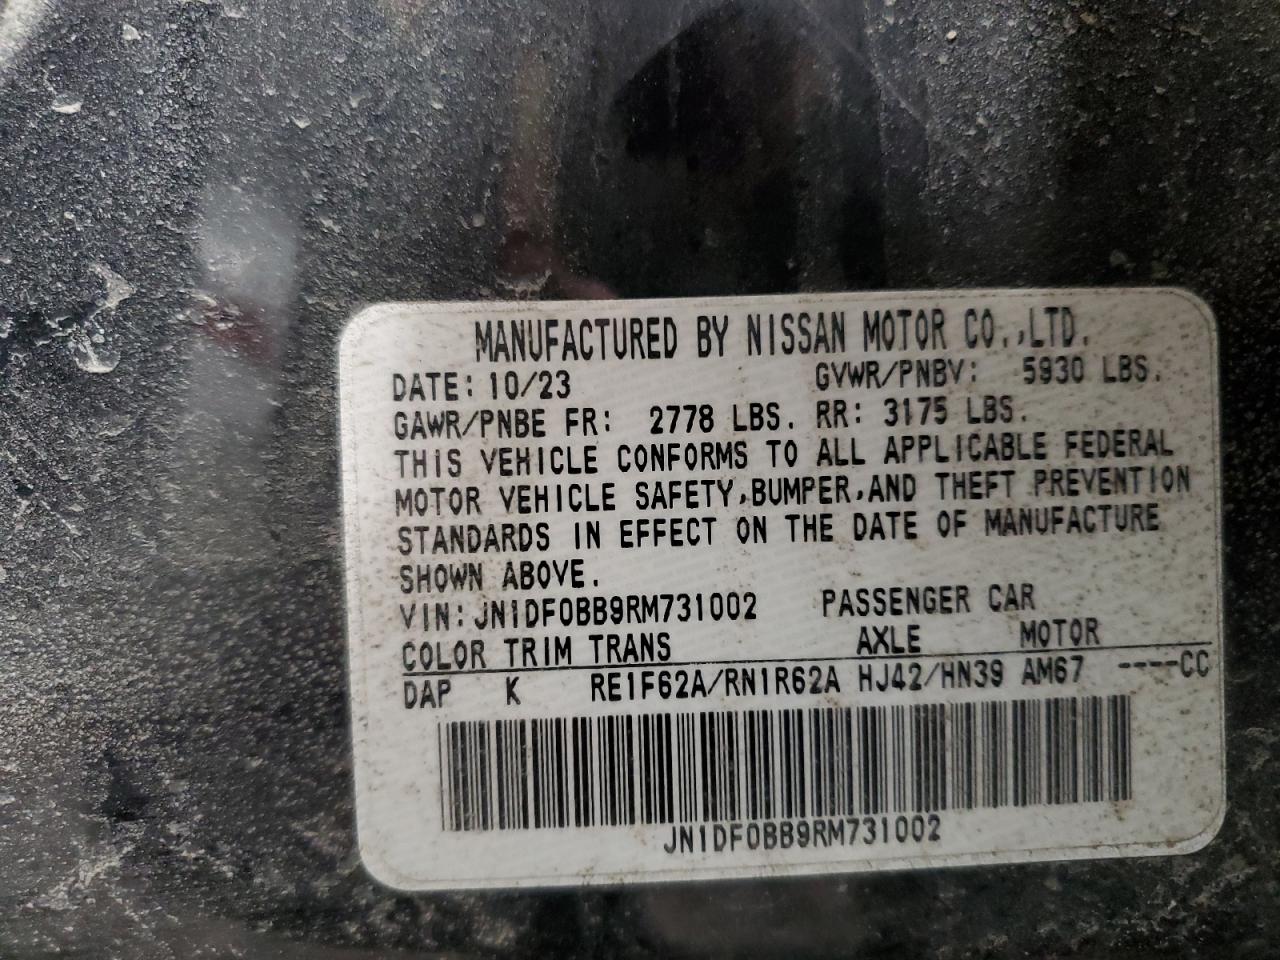 MANUFACTURED BY NISSAN MOTOR CO.,LTD.
DATE: 10/23 GVWR/PNBV: 5930 LBS.
GAWR/PNBE FR: 2778 LBS. RR: 3175 LBS.
THIS VEHICLE CONFORMS TO ALL APPLICABLE FEDERAL
MOTOR VEHICLE SAFETY,BUMPER,AND THEFT PREVENTION
STANDARDS IN EFFECT ON THE DATE OF MANUFACTURE
SHOWN ABOVE.
VIN:JN1DF0BB9RM731002 PASSENGER CAR
COLOR TRIM TRANS AXLE MOTOR
DAP K RE1F62A/RN1R62A HJ42/HN39 AM67 ----CC
JN1DF0BB9RM731002